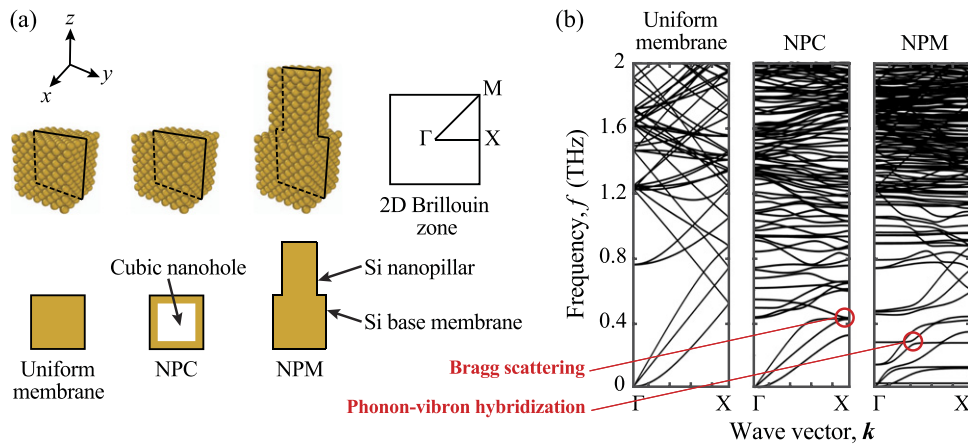 (a)
z
x
y
M
Γ
X
2D Brillouin
zone
Cubic nanohole
Si nanopillar
Si base membrane
Uniform
membrane
NPC
NPM
(b)
Uniform
membrane
NPC
NPM
Frequency, f (THz)
2
1.6
1.2
0.8
0.4
0
Bragg scattering
Phonon-vibron hybridization
Γ X Γ X Γ X
Wave vector, k